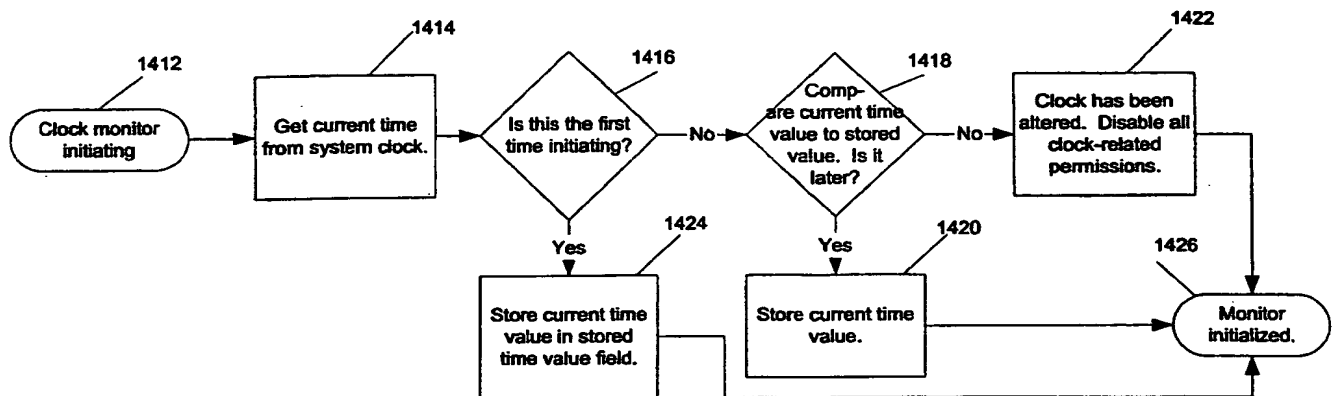 1412
Clock monitor
initiating
1414
Get current time
from system clock.
1416
Is this the first
time initiating?
No
1418
Comp-
are current time
value to stored
value. Is it
later?
No
1422
Clock has been
altered. Disable all
clock-related
permissions.
Yes
1424
Store current time
value in stored
time value field.
Yes
1420
Store current time
value.
1426
Monitor
initialized.